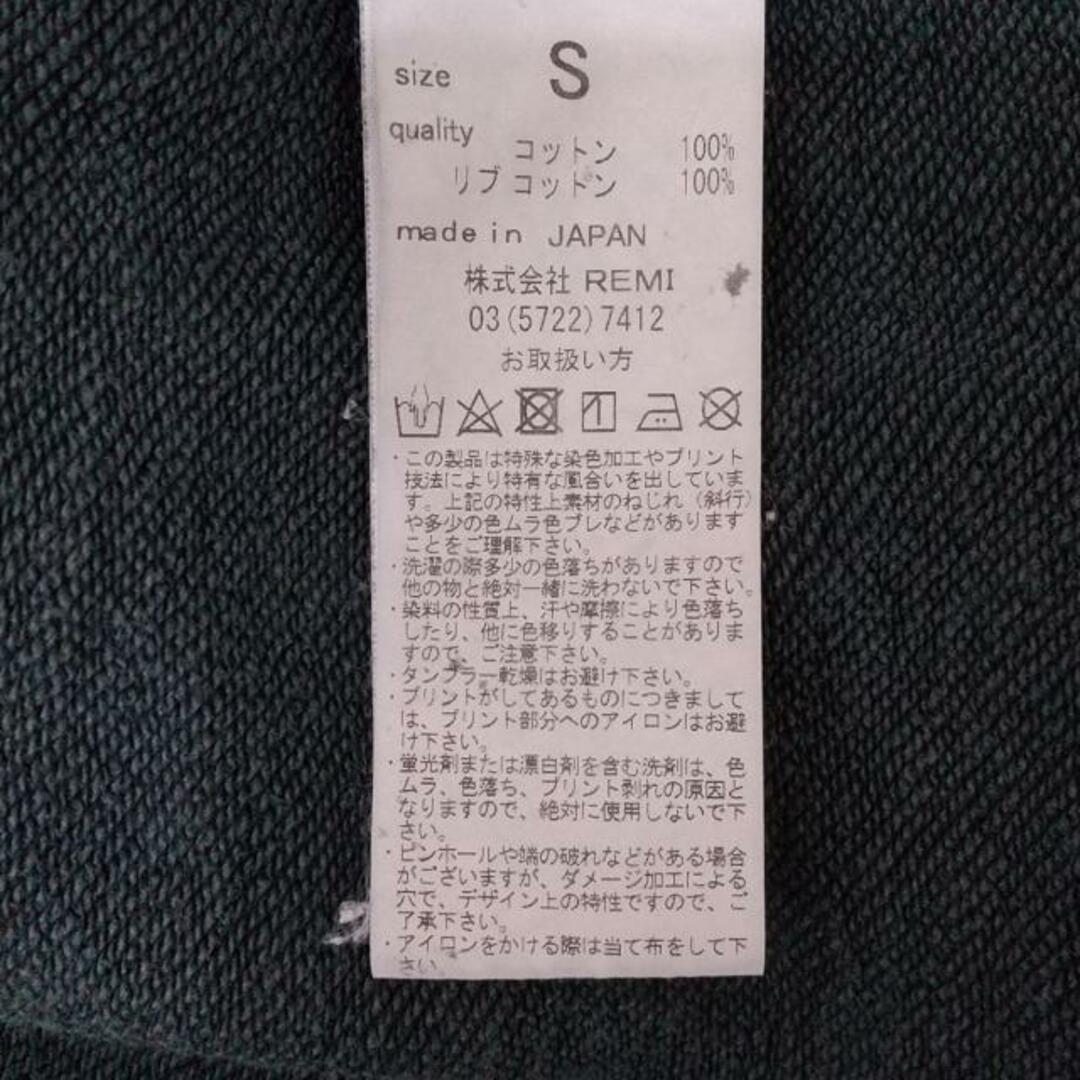 size S
quality
コットン 100%
リブ コットン 100%
made in JAPAN
株式会社 REMI
03(5722)7412
お取扱い方
・この製品は特殊な染色加工やプリント
技法により特有な風合いを出していま
す。上記の特性上素材のねじれ（斜行）
や多少の色ムラ色ブレなどがあります
ことをご理解下さい。
・洗濯の際多少の色落ちがありますので
他の物と絶対一緒に洗わないで下さい。
・染料の性質上、汗や摩擦により色落ち
したり、他に色移りすることがありま
すので、ご注意下さい。
・タンブラー乾燥はお避け下さい。
・プリントがしてあるものにつきまして
は、プリント部分へのアイロンはお避
け下さい。
・蛍光剤または漂白剤を含む洗剤は、色
ムラ、色落ち、プリント剥れの原因と
なりますので、絶対に使用しないで下
さい。
・ピンホールや端の破れなどがある場合
がございますが、ダメージ加工による
穴で、デザイン上の特性ですので、ご
了承下さい。
・アイロンをかける際は当て布をして下
さい。